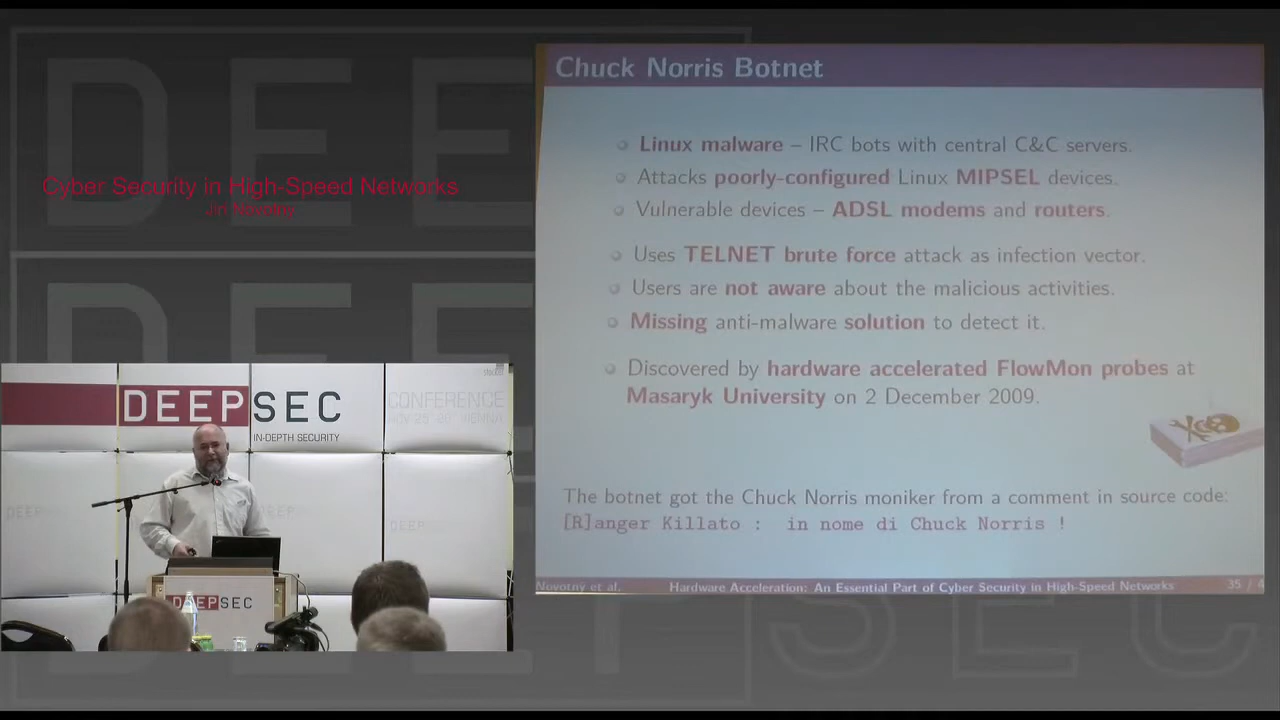 Cyber Security in High-Speed Networks
Jiri Novotny
DEEPSEC
IN-DEPTH SECURITY
CONFERENCE
DEEPSEC
Chuck Norris Botnet
Linux malware – IRC bots with central C&C servers.
Attacks poorly-configured Linux MIPSEL devices.
Vulnerable devices – ADSL modems and routers.
Uses TELNET brute force attack as infection vector.
Users are not aware about the malicious activities.
Missing anti-malware solution to detect it.
Discovered by hardware accelerated FlowMon probes at
Masaryk University on 2 December 2009.
The botnet got the Chuck Norris moniker from a comment in source code:
[R]anger Killato : in nome di Chuck Norris !
Novotný et al. Hardware Acceleration: An Essential Part of Cyber Security in High-Speed Networks 35 / 4